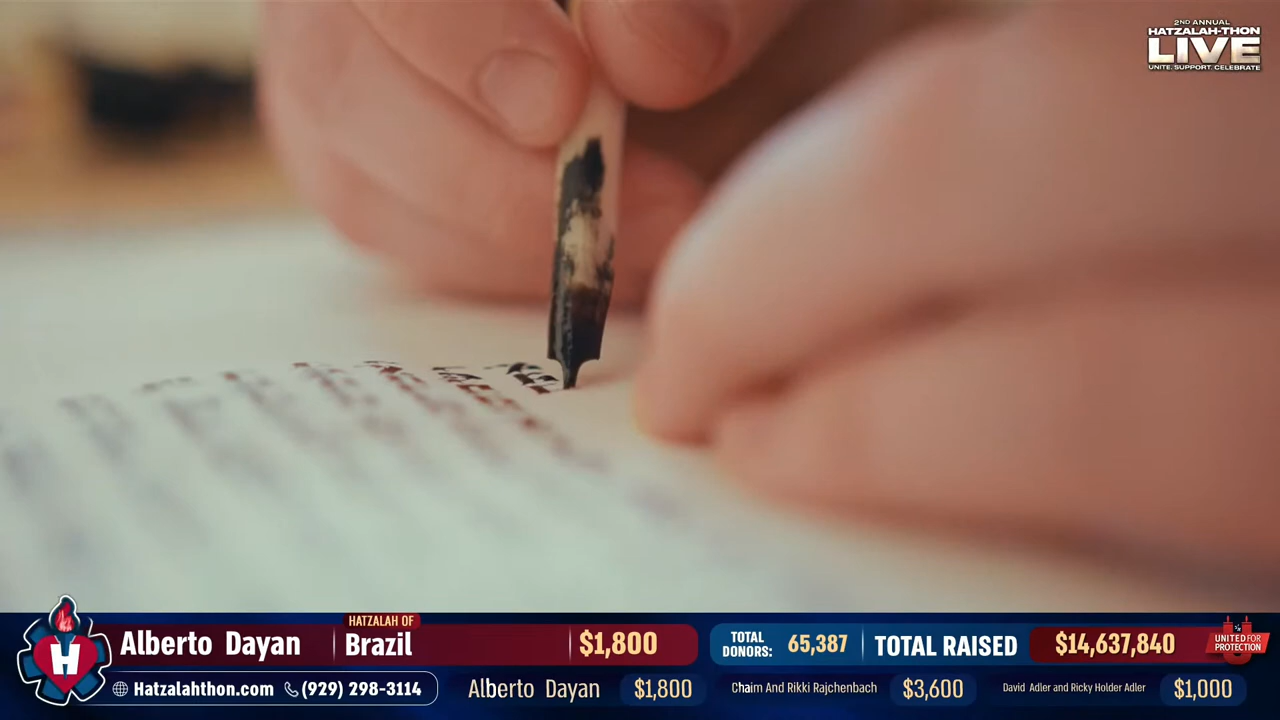 2ND ANNUAL
HATZALAH-THON
LIVE
UNITE. SUPPORT. CELEBRATE
HATZALAH OF
Alberto Dayan Brazil $1,800
TOTAL DONORS: 65,387 TOTAL RAISED $14,637,840
UNITED FOR
PROTECTION
Hatzalahthon.com (929) 298-3114
Alberto Dayan $1,800 Chaim And Rikki Rajchenbach $3,600 David Adler and Ricky Holder Adler $1,000
H